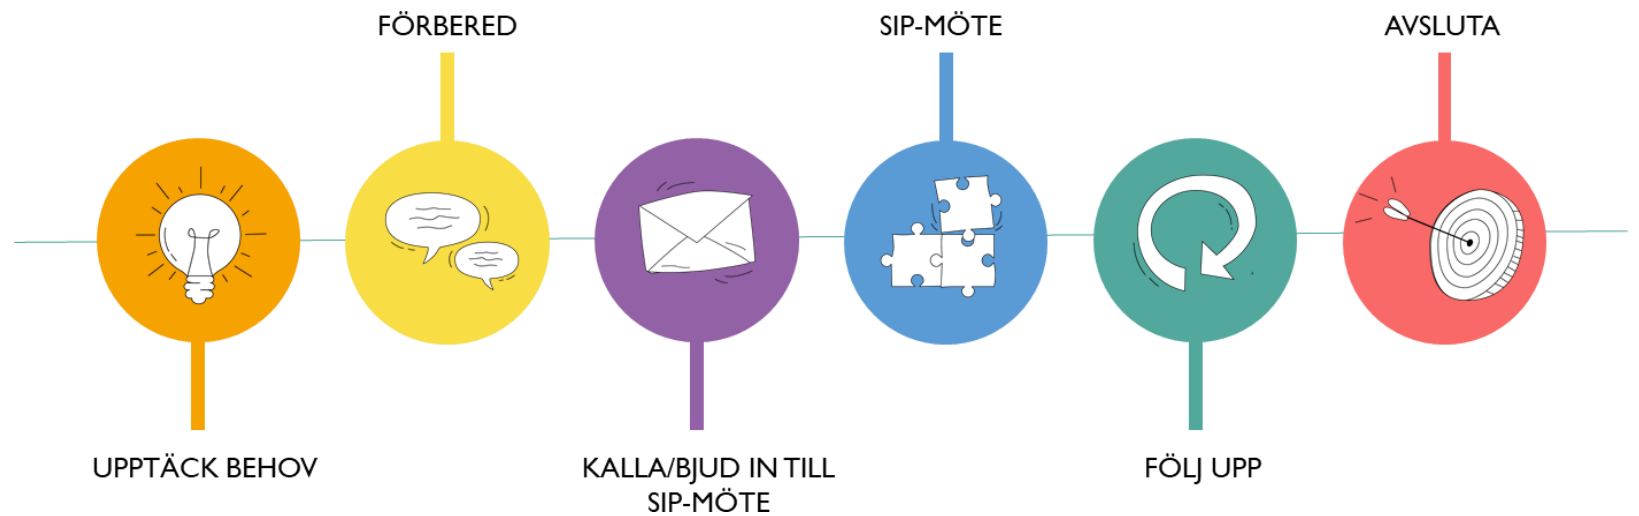 FÖRBERED
SIP-MÖTE
AVSLUTA
UPPTÄCK BEHOV
KALLA/BJUD IN TILL
SIP-MÖTE
FÖLJ UPP